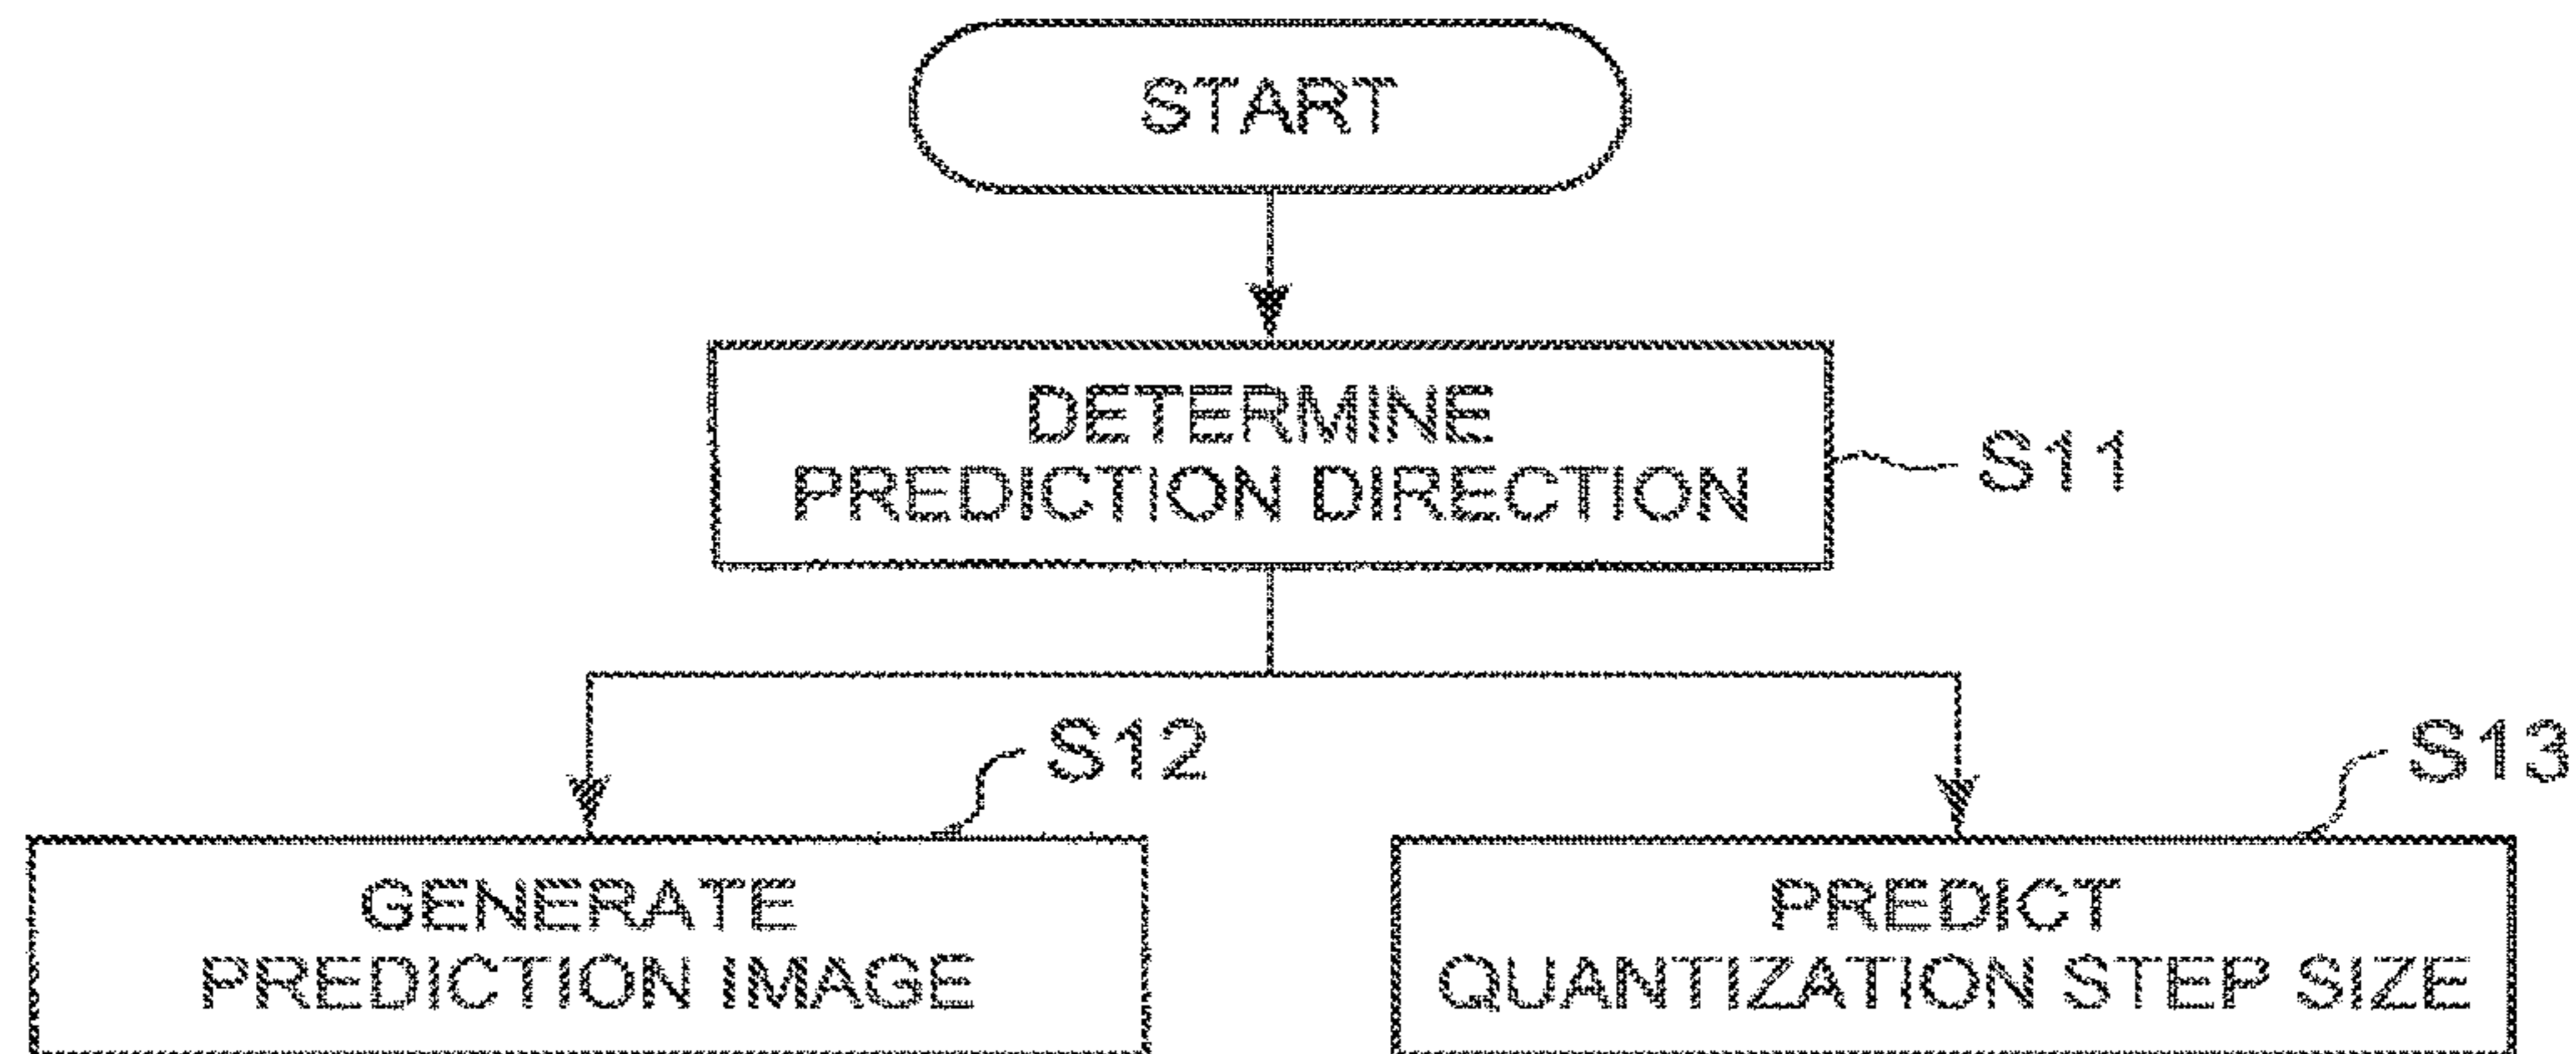 START
DETERMINE
PREDICTION DIRECTION
S11
S12
S13
GENERATE
PREDICTION IMAGE
PREDICT
QUANTIZATION STEP SIZE